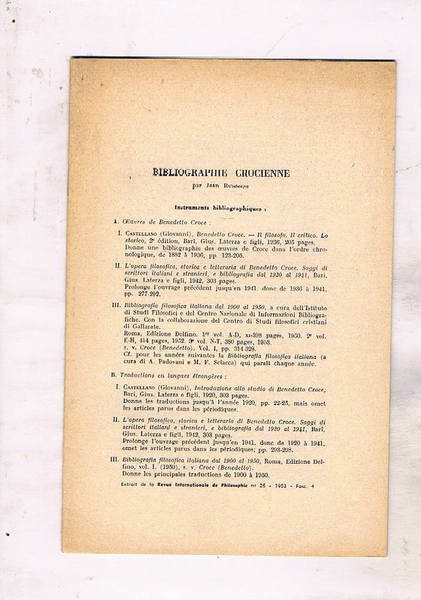 BIBLIOGRAPHIE CROCIENNE
par Jean
Instruments bibliographiques :
A. Œuvres de Benedetto Croce :
I. CASTELLANO (Giovanni), Benedetto Croce. — Il filosofo. Il critico. Lo
storico, 2e édition, Bari, Gius. Laterza e figli, 1936, 205 pages.
Donne une bibliographie des œuvres de Croce dans l'ordre chro-
nologique, de 1882 à 1936, pp. 123-205.
II. L'opera filosofica, storica e letteraria di Benedetto Croce. Saggi di
scrittori italiani e stranieri, e bibliografia dal 1920 al 1941, Bari,
Gius. Laterza e figli, 1942, 303 pages.
Prolonge l'ouvrage précédent jusqu'en 1941, donc de 1936 à 1941,
pp. 277-292.
III. Bibliografia filosofica italiana dal 1900 al 1950, a cura dell'Istituto
di Studi Filosofici e del Centro Nazionale di Informazioni Bibliogra-
fiche. Con la collaborazione del Centro di Studi filosofici cristiani
di Gallarate.
Roma, Edizione Delfino. 1er vol. A-D, -398 pages, 1950. 2e vol.
E-H, 414 pages, 1952. 3e vol. N-T, 380 pages, 1953.
s. v. Croce (Benedetto), Vol. I, pp. 314-328.
Cf. pour les années suivantes la Bibliografia filosofica italiana (a
cura di A. Padovani e M. F. Sciacca) qui paraît chaque année.
B. Traductions en langues étrangères :
I. CASTELLANO (Giovanni), Introduzione allo studio di Benedetto Croce,
Bari, Gius. Laterza e figli, 1920, 303 pages.
Donne les traductions jusqu'à l'année 1920, pp. 22-25, mais omet
les articles parus dans les périodiques.
II. L'opera filosofica, storica e letteraria di Benedetto Croce. Saggi di
scrittori italiani e stranieri, e bibliografia dal 1920 al 1941, Bari,
Gius. Laterza e figli, 1942, 303 pages.
Prolonge l'ouvrage précédent jusqu'en 1941, donc de 1920 à 1941,
omet les articles parus dans les périodiques; pp. 293-298.
III. Bibliografia filosofica italiana dal 1900 al 1950, Roma, Edizione Del-
fino, vol. I. (1950), s. v. Croce (Benedetto).
Donne les principales traductions de 1900 à 1950.
Extrait de la Revue Internationale de Philosophie no 26 - 1953 - Fasc. 4